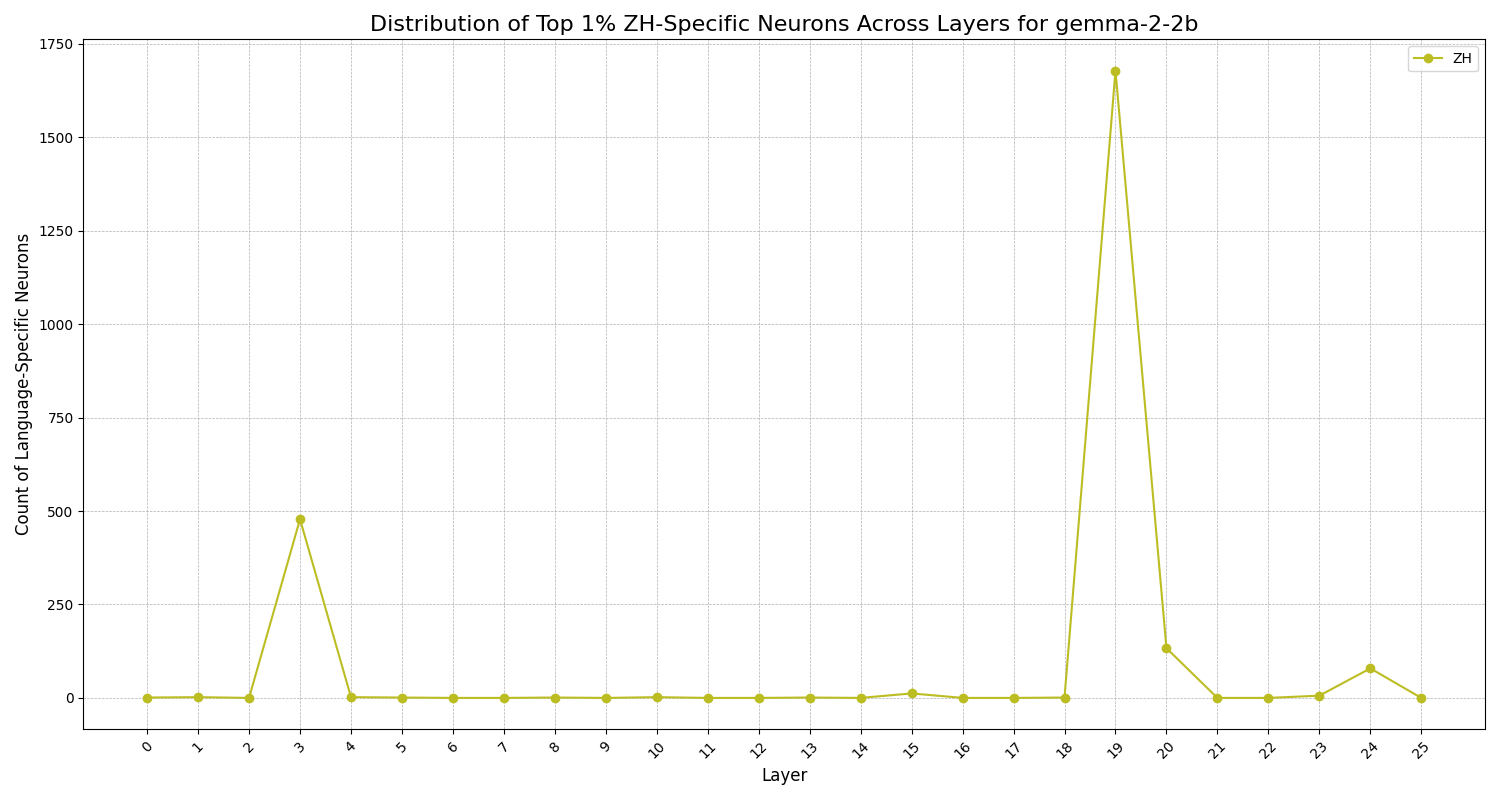 Distribution of Top 1% ZH-Specific Neurons Across Layers for gemma-2-2b
ZH
Count of Language-Specific Neurons
1750
1500
1250
1000
750
500
250
0
0 1 2 3 4 5 6 7 8 9 10 11 12 13 14 15 16 17 18 19 20 21 22 23 24 25
Layer